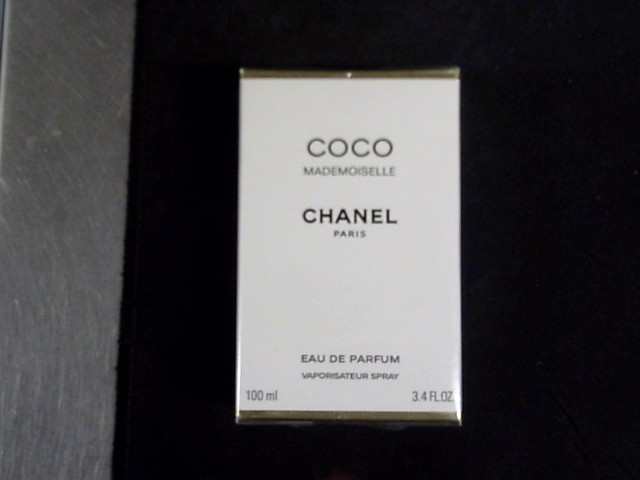 COCO
MADEMOISELLE
CHANEL
PARIS
EAU DE PARFUM
VAPORISATEUR SPRAY
100 ml 3.4 FL.OZ.